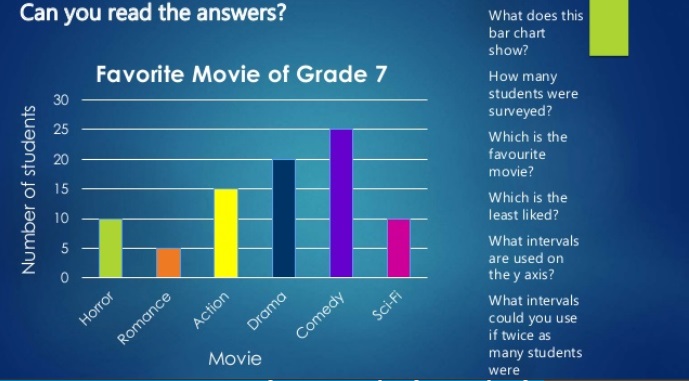 Can you read the answers?
Favorite Movie of Grade 7
Number of students
30
25
20
15
10
5
0
Horror
Romance
Action
Drama
Comedy
Sci-Fi
Movie
What does this
bar chart
show?
How many
students were
surveyed?
Which is the
favourite
movie?
Which is the
least liked?
What intervals
are used on
the y axis?
What intervals
could you use
if twice as
many students
were